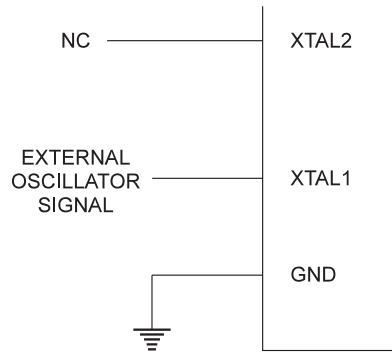 NC
XTAL2
EXTERNAL
OSCILLATOR
SIGNAL
XTAL1
GND